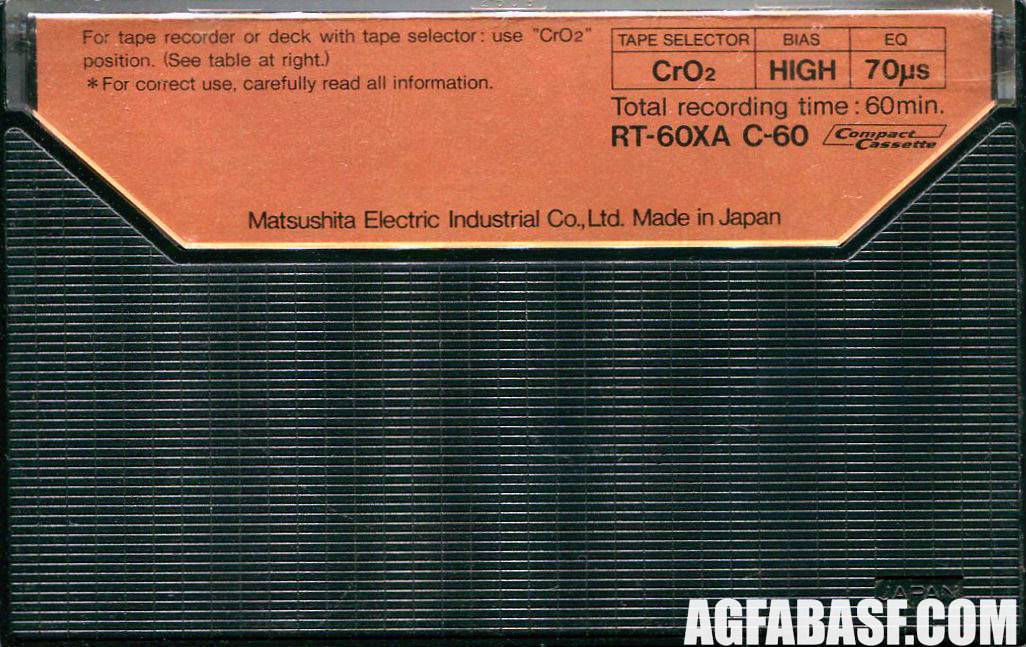 For tape recorder or deck with tape selector: use "CrO2"
position. (See table at right.)
*For correct use, carefully read all information.
TAPE SELECTOR BIAS EQ
CrO2 HIGH 70µs
Total recording time: 60min.
RT-60XA C-60 Compact Cassette
Matsushita Electric Industrial Co.,Ltd. Made in Japan
JAPAN
AGFABASF.COM